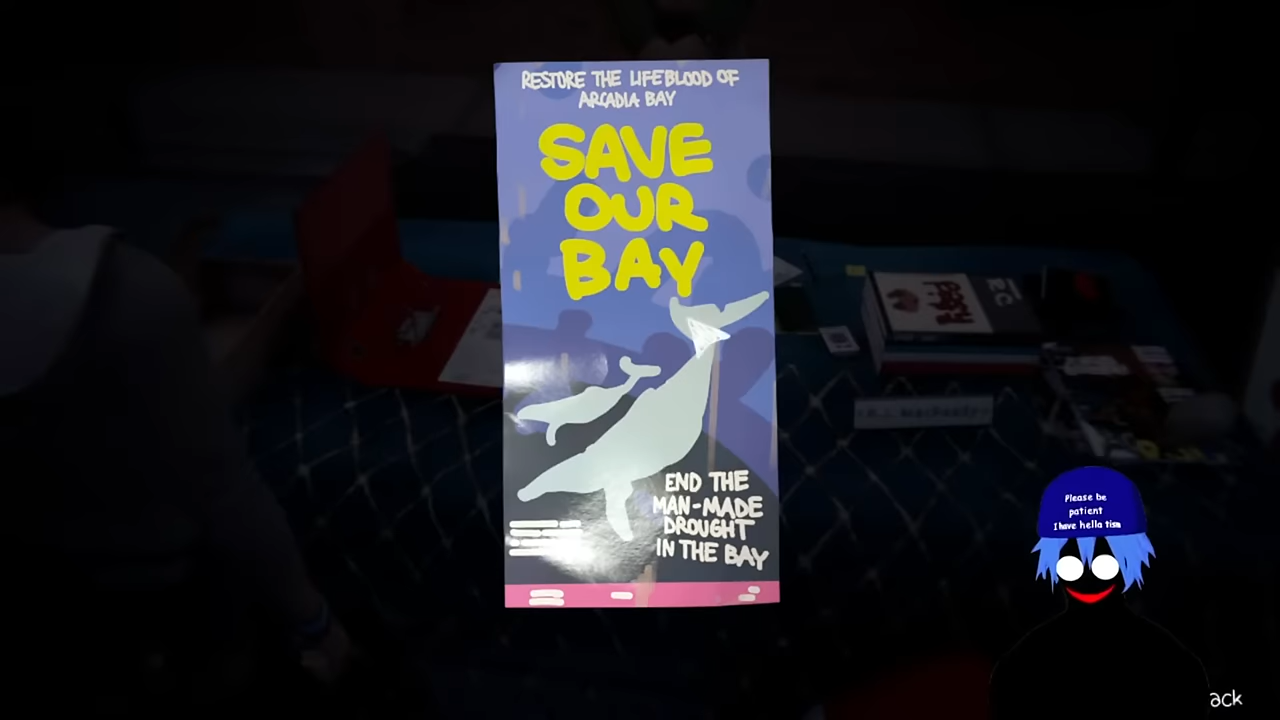 RESTORE THE LIFEBLOOD OF
ARCADIA BAY
SAVE
OUR
BAY
END THE
MAN-MADE
DROUGHT
IN THE BAY
Please be
patient
I have hella tism
ack